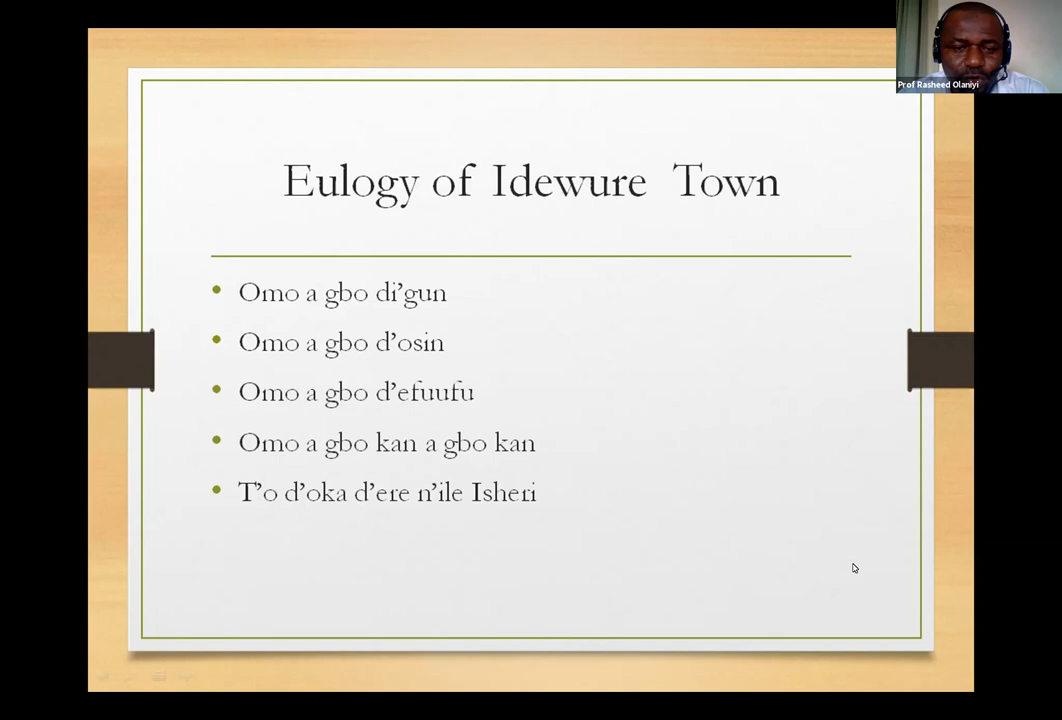 Prof Rasheed Olaniyi
Eulogy of Idewure Town
• Omo a gbo di’gun
• Omo a gbo d’osin
• Omo a gbo d’efuufu
• Omo a gbo kan a gbo kan
• T’o d’oka d’ere n’ile Isheri